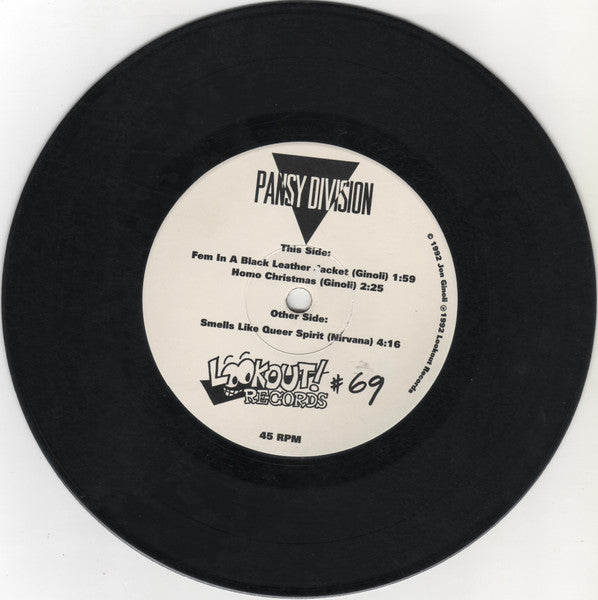 PANSY DIVISION
This Side:
Fem In A Black Leather Jacket (Ginoli) 1:59
Homo Christmas (Ginoli) 2:25
Other Side:
Smells Like Queer Spirit (Nirvana) 4:16
LOOKOUT!
RECORDS
#69
45 RPM
© 1992 Jon Ginoli ℗ 1992 Lookout Records